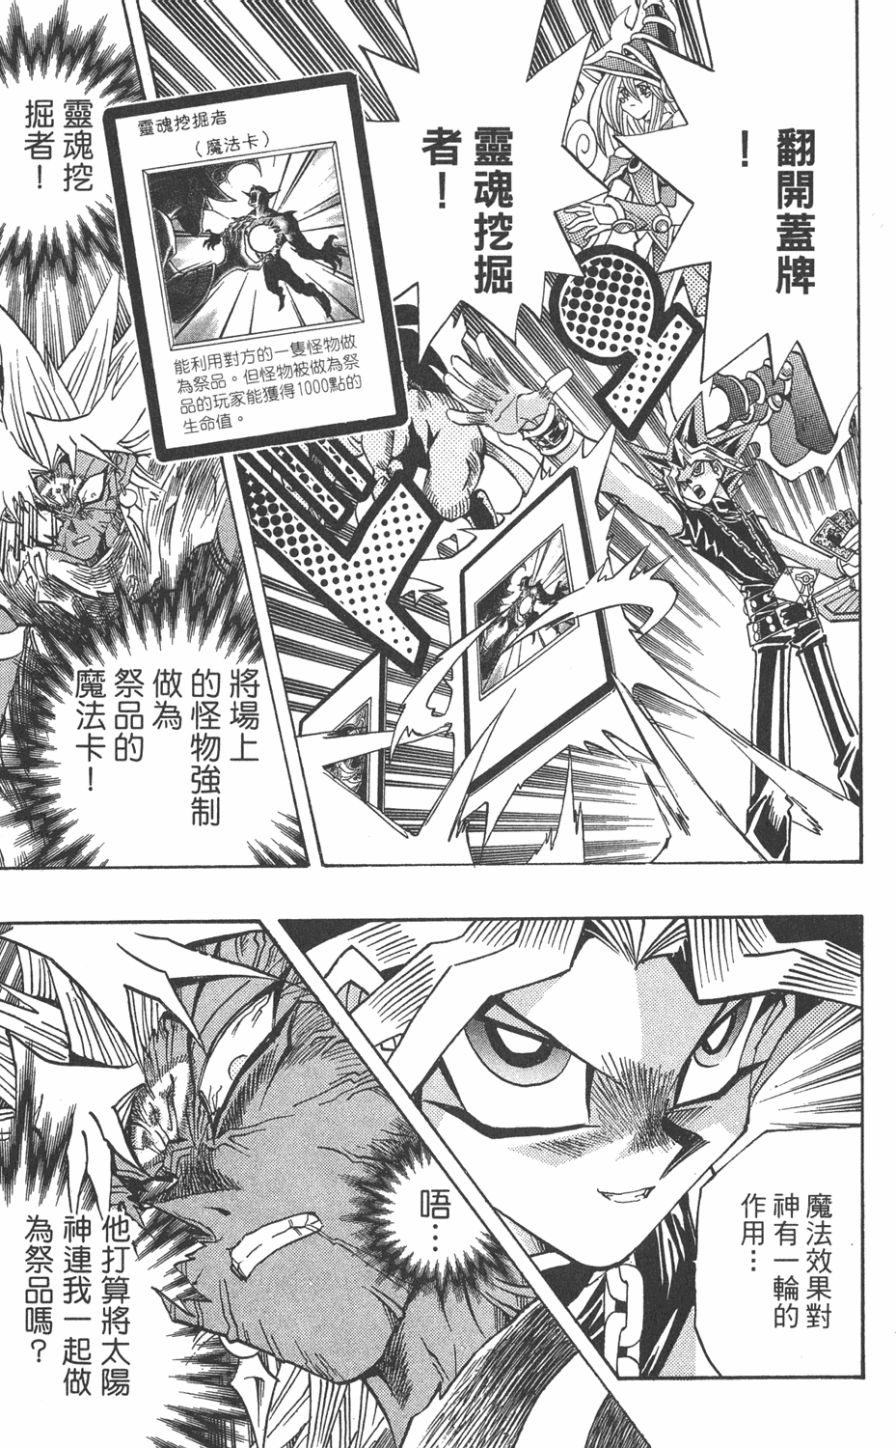 翻開蓋牌
！
靈魂挖掘
者！
靈魂挖掘者
（魔法卡）
能利用對方的一隻怪物做
為祭品。但怪物被做為祭
品的玩家能獲得1000點的
生命值。
靈魂挖
掘者！
將場上
的怪物強制
做為
祭品的
魔法卡！
魔法效果對
神有一輪的
作用…
唔…
他打算將太陽
神連我一起做
為祭品嗎？